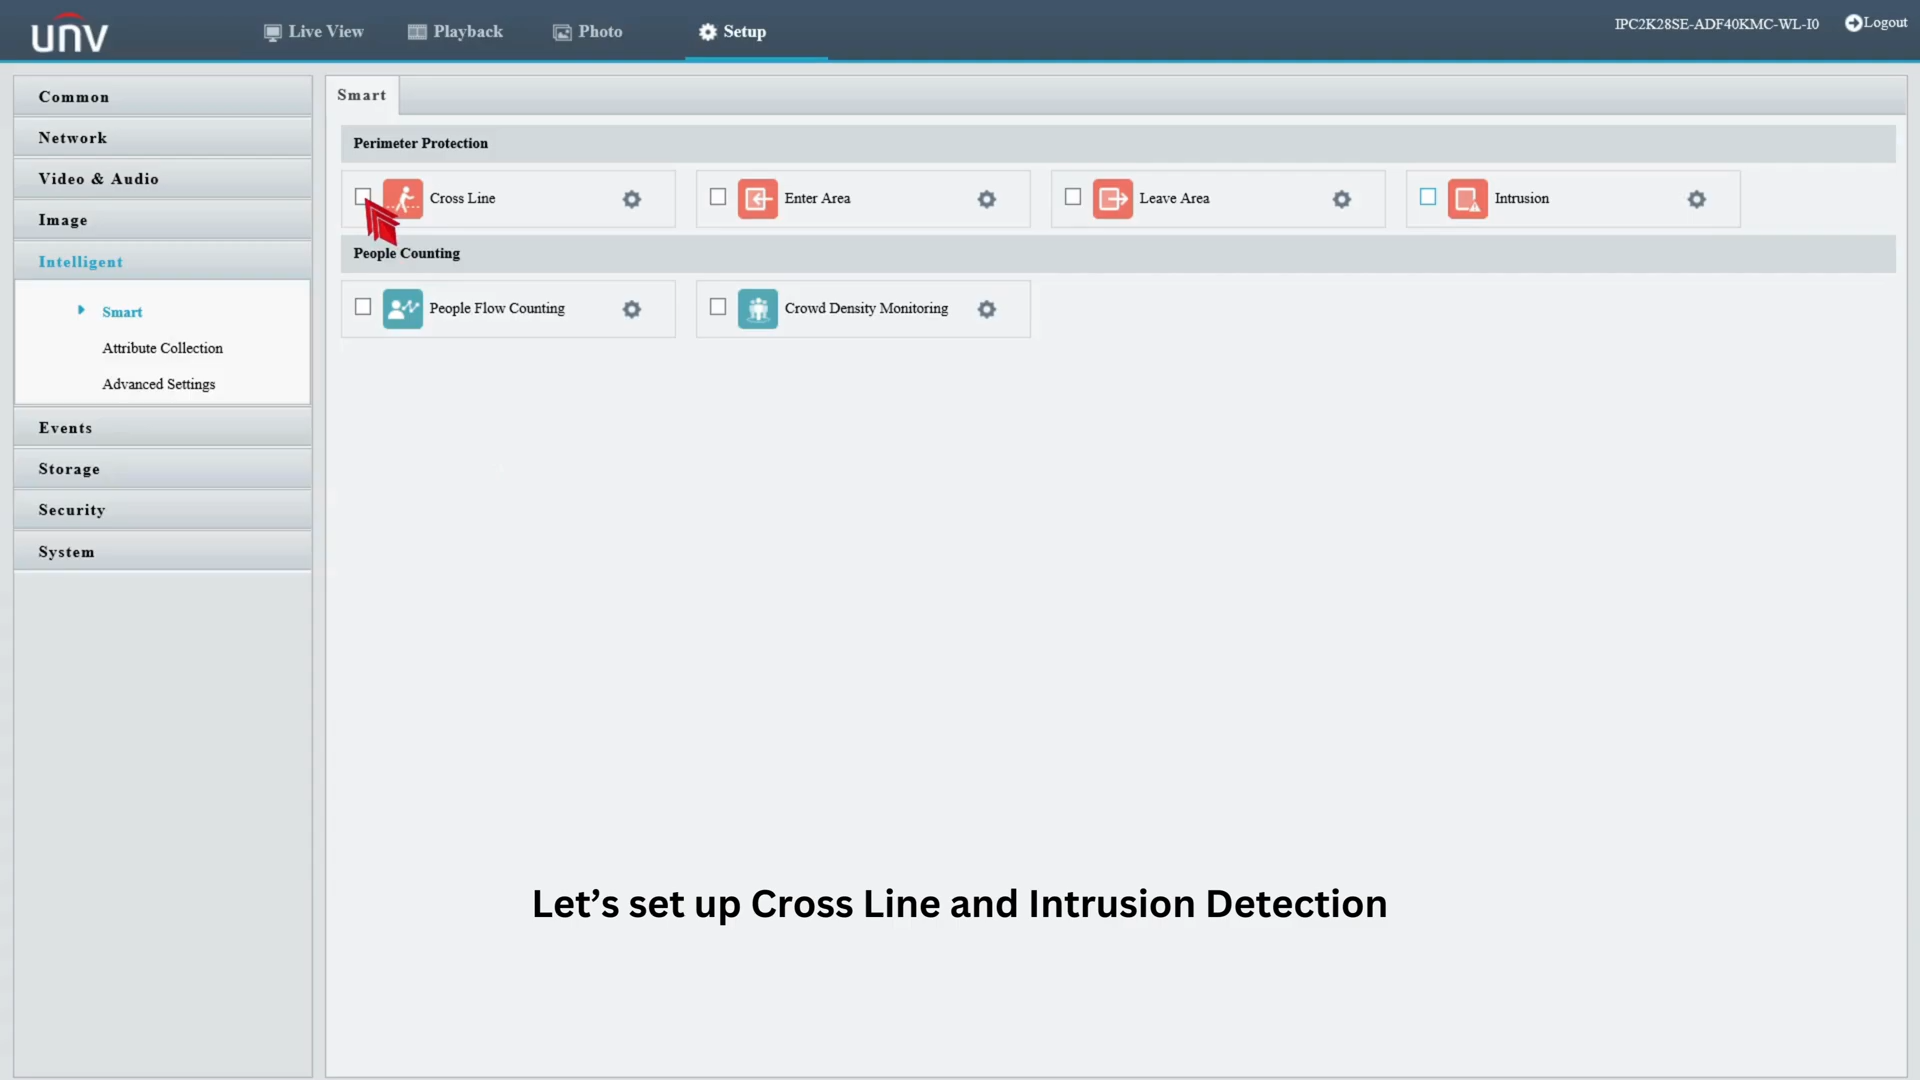 unv
Live View
Playback
Photo
Setup
IPC2K28SE-ADF40KMC-WL-I0
Logout
Common
Network
Video & Audio
Image
Intelligent
Smart
Attribute Collection
Advanced Settings
Events
Storage
Security
System
Smart
Perimeter Protection
Cross Line
Enter Area
Leave Area
Intrusion
People Counting
People Flow Counting
Crowd Density Monitoring
Let’s set up Cross Line and Intrusion Detection